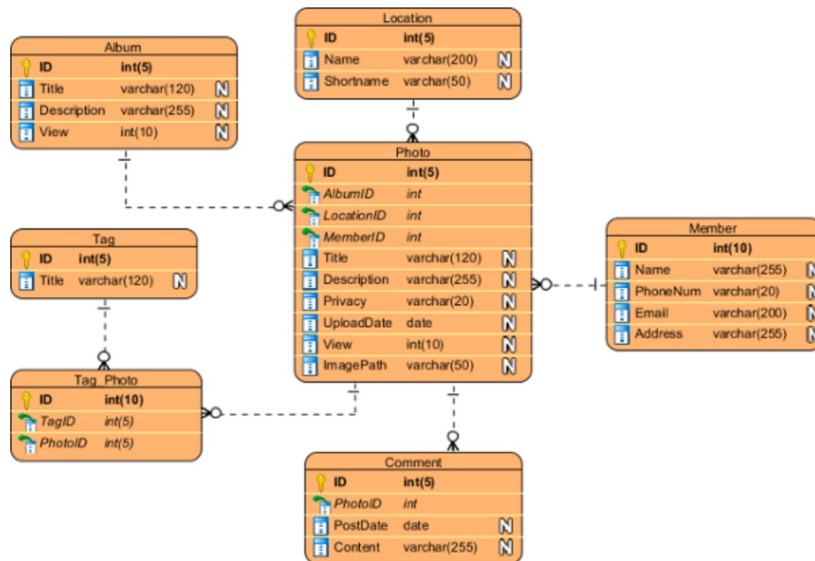 Location
ID int(5)
Name varchar(200) N
Shortname varchar(50) N
Album
ID int(5)
Title varchar(120) N
Description varchar(255) N
View int(10) N
Photo
ID int(5)
AlbumID int
LocationID int
MemberID int
Title varchar(120) N
Description varchar(255) N
Privacy varchar(20) N
UploadDate date N
View int(10) N
ImagePath varchar(50) N
Tag
ID int(5)
Title varchar(120) N
Member
ID int(10)
Name varchar(255) N
PhoneNum varchar(20) N
Email varchar(200) N
Address varchar(255) N
Tag_Photo
ID int(10)
TagID int(5)
PhotoID int(5)
Comment
ID int(5)
PhotoID int
PostDate date N
Content varchar(255) N